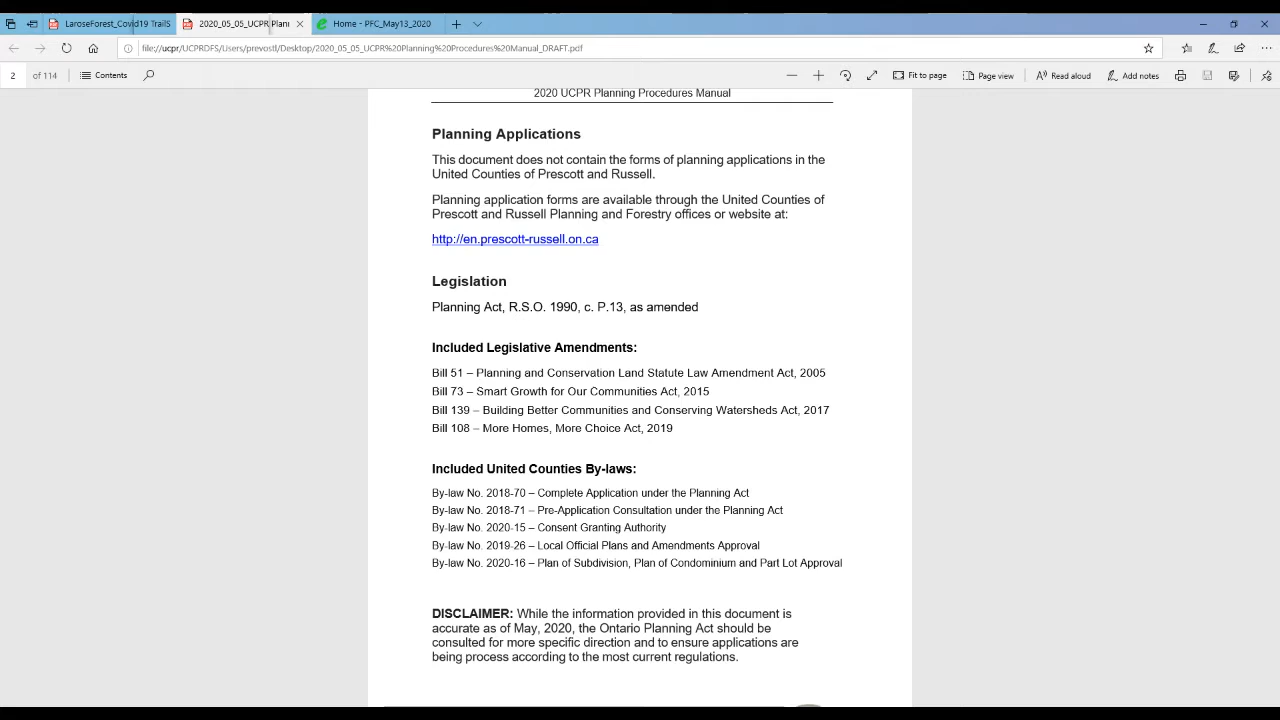 LaroseForest_Covid19 TrailS
2020_05_05_UCPR Planni
Home - PFC_May13_2020
file://ucpr/UCPRDFS/Users/prevostl/Desktop/2020_05_05_UCPR%20Planning%20Procedures%20Manual_DRAFT.pdf
2 of 114 Contents Fit to page Page view Read aloud Add notes
2020 UCPR Planning Procedures Manual
Planning Applications
This document does not contain the forms of planning applications in the
United Counties of Prescott and Russell.
Planning application forms are available through the United Counties of
Prescott and Russell Planning and Forestry offices or website at:
http://en.prescott-russell.on.ca
Legislation
Planning Act, R.S.O. 1990, c. P.13, as amended
Included Legislative Amendments:
Bill 51 – Planning and Conservation Land Statute Law Amendment Act, 2005
Bill 73 – Smart Growth for Our Communities Act, 2015
Bill 139 – Building Better Communities and Conserving Watersheds Act, 2017
Bill 108 – More Homes, More Choice Act, 2019
Included United Counties By-laws:
By-law No. 2018-70 – Complete Application under the Planning Act
By-law No. 2018-71 – Pre-Application Consultation under the Planning Act
By-law No. 2020-15 – Consent Granting Authority
By-law No. 2019-26 – Local Official Plans and Amendments Approval
By-law No. 2020-16 – Plan of Subdivision, Plan of Condominium and Part Lot Approval
DISCLAIMER: While the information provided in this document is
accurate as of May, 2020, the Ontario Planning Act should be
consulted for more specific direction and to ensure applications are
being process according to the most current regulations.